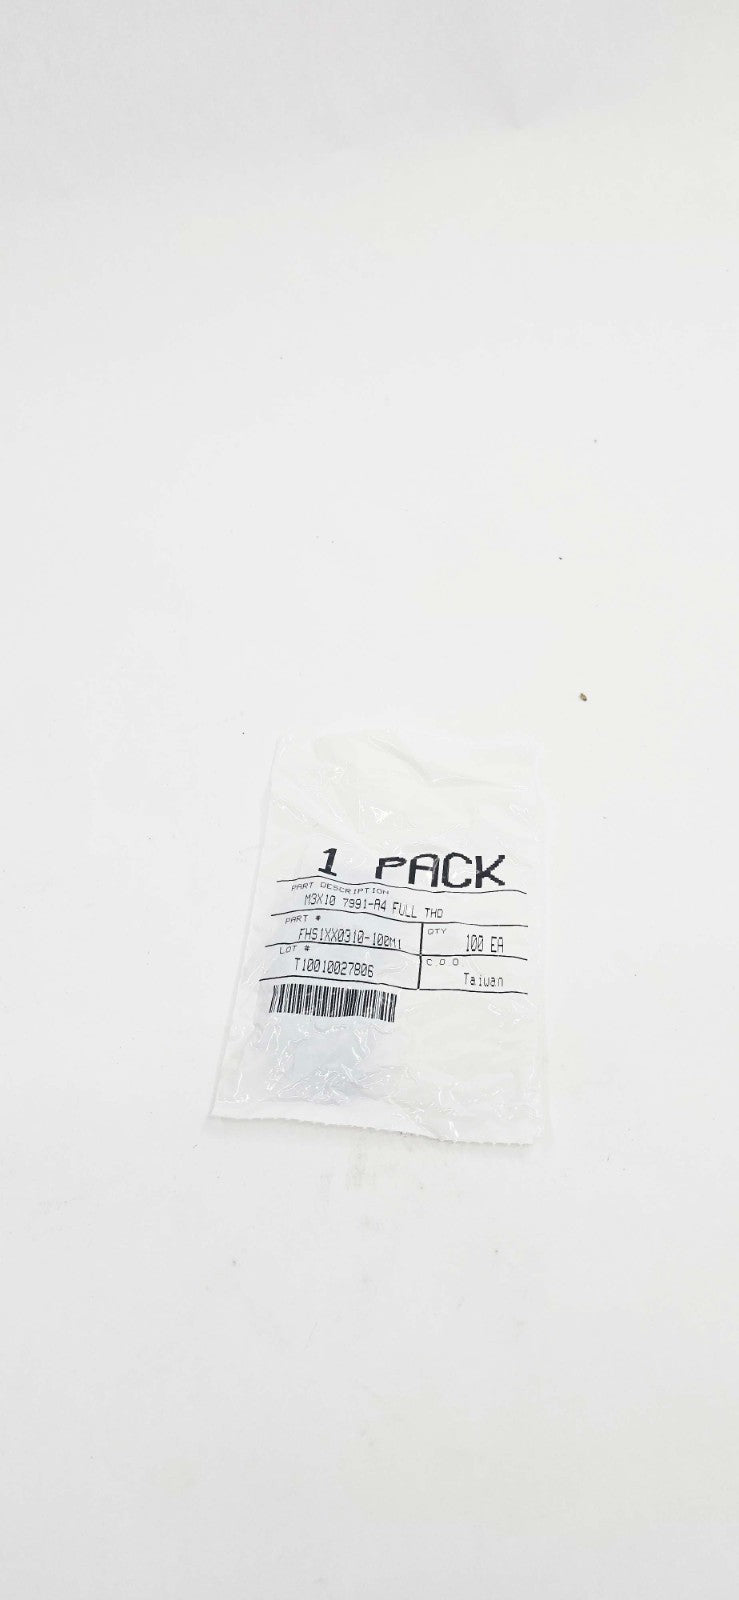 1 PACK
PART DESCRIPTION
M3X10 7991-A4 FULL THD
PART # QTY
FHS1XX0310-100M1 100 EA
LOT # C O O
T10010027806 Taiwan